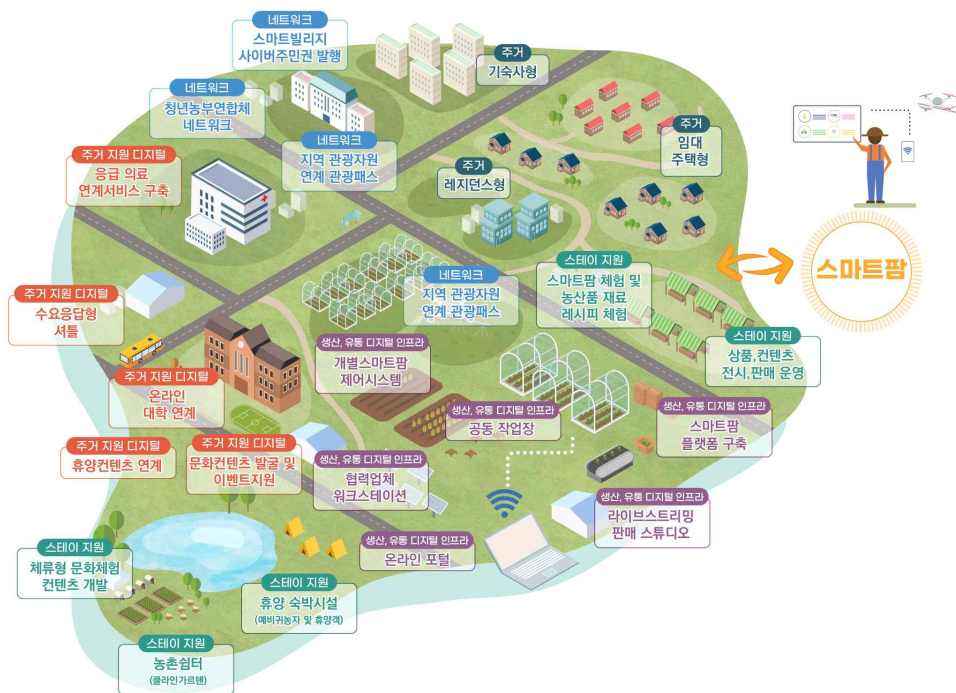 네트워크
스마트빌리지
사이버주민권 발행
주거
기숙사형
네트워크
청년농부연합체
네트워크
네트워크
지역 관광자원
연계 관광패스
주거
임대
주택형
주거 지원 디지털
응급 의료
연계서비스 구축
주거
레지던스형
스마트팜
네트워크
지역 관광자원
연계 관광패스
스테이 지원
스마트팜 체험 및
농산품 재료
레시피 체험
주거 지원 디지털
수요응답형
셔틀
스테이 지원
상품,컨텐츠
전시,판매 운영
생산, 유통 디지털 인프라
개별스마트팜
제어시스템
주거 지원 디지털
온라인
대학 연계
생산, 유통 디지털 인프라
공동 작업장
생산, 유통 디지털 인프라
스마트팜
플랫폼 구축
주거 지원 디지털
휴양컨텐츠 연계
주거 지원 디지털
문화컨텐츠 발굴 및
이벤트지원
생산, 유통 디지털 인프라
협력업체
워크스테이션
생산, 유통 디지털 인프라
라이브스트리밍
판매 스튜디오
생산, 유통 디지털 인프라
온라인 포털
스테이 지원
체류형 문화체험
컨텐츠 개발
스테이 지원
휴양 숙박시설
(예비귀농자 및 휴양객)
스테이 지원
농촌쉼터
(클라인가르텐)